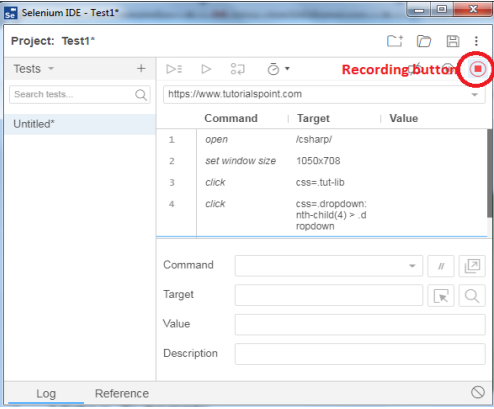 Se Selenium IDE - Test1*
Project: Test1*
Tests
Recording button
Search tests...
https://www.tutorialspoint.com
Untitled*
Command Target Value
1 open /csharp/
2 set window size 1050x708
3 click css=.tut-lib
4 click css=.dropdown:
nth-child(4) > .d
ropdown
Command
//
Target
Value
Description
Log Reference